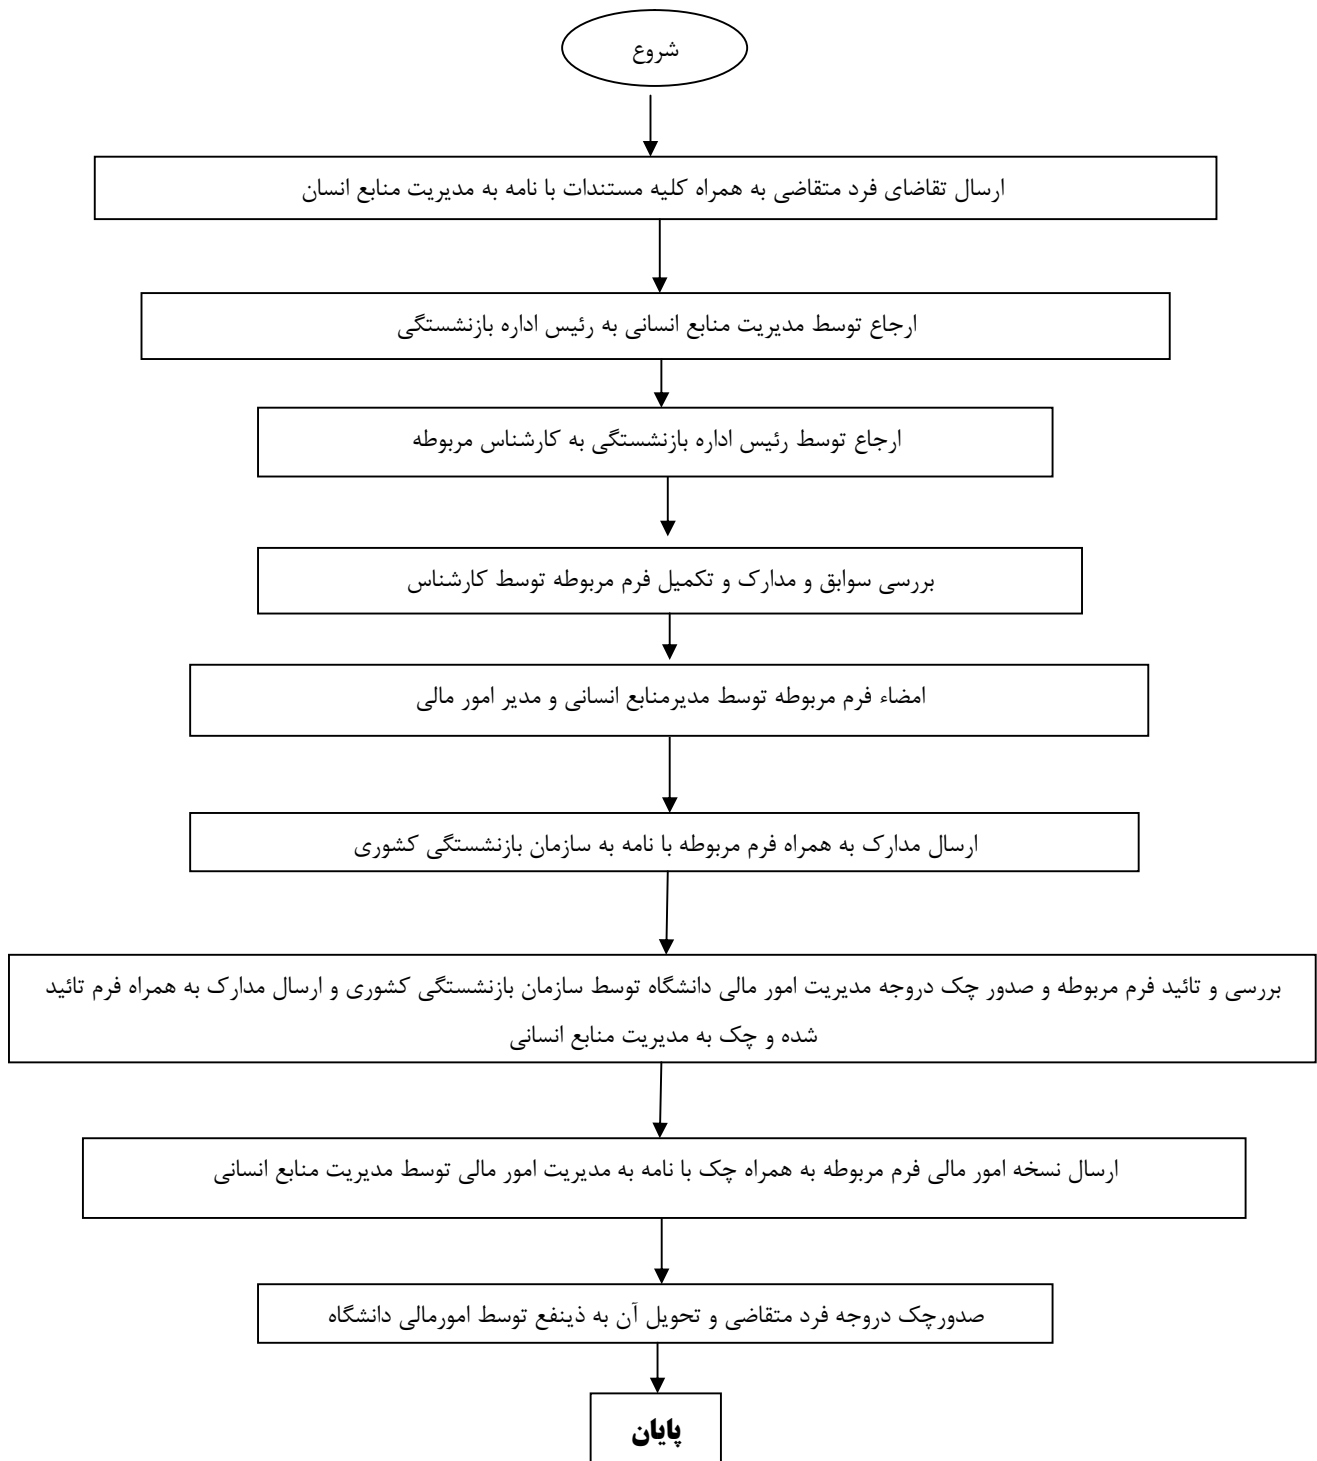 شروع
ارسال تقاضای فرد متقاضی به همراه کلیه مستندات با نامه به مدیریت منابع انسان
ارجاع توسط مدیریت منابع انسانی به رئیس اداره بازنشستگی
ارجاع توسط رئیس اداره بازنشستگی به کارشناس مربوطه
بررسی سوابق و مدارک و تکمیل فرم مربوطه توسط کارشناس
امضاء فرم مربوطه توسط مدیرمنابع انسانی و مدیر امور مالی
ارسال مدارک به همراه فرم مربوطه با نامه به سازمان بازنشستگی کشوری
بررسی و تائید فرم مربوطه و صدور چک دروجه مدیریت امور مالی دانشگاه توسط سازمان بازنشستگی کشوری و ارسال مدارک به همراه فرم تائید
شده و چک به مدیریت منابع انسانی
ارسال نسخه امور مالی فرم مربوطه به همراه چک با نامه به مدیریت امور مالی توسط مدیریت منابع انسانی
صدورچک دروجه فرد متقاضی و تحویل آن به ذینفع توسط امورمالی دانشگاه
پایان